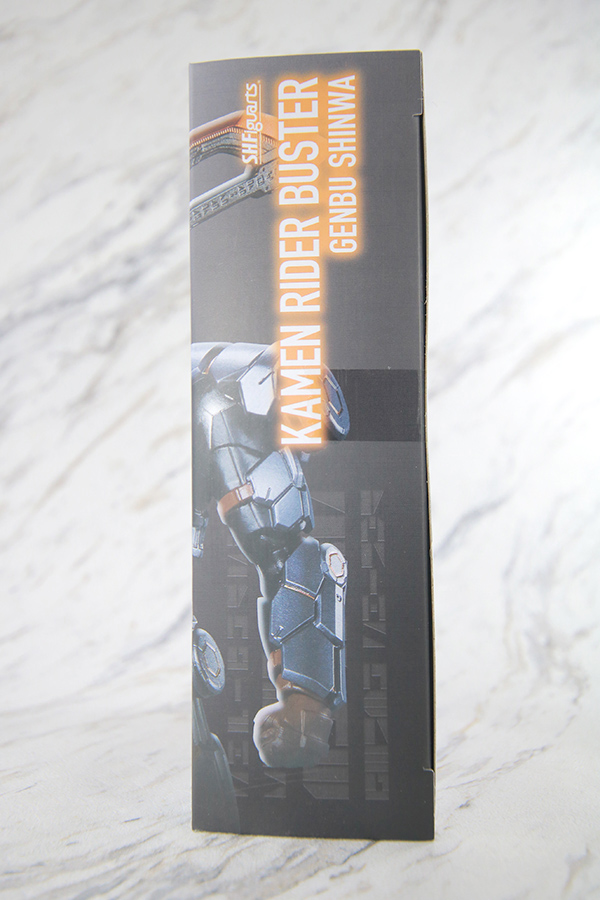 S.H.Figuarts
KAMEN RIDER BUSTER
GENBU SHINWA